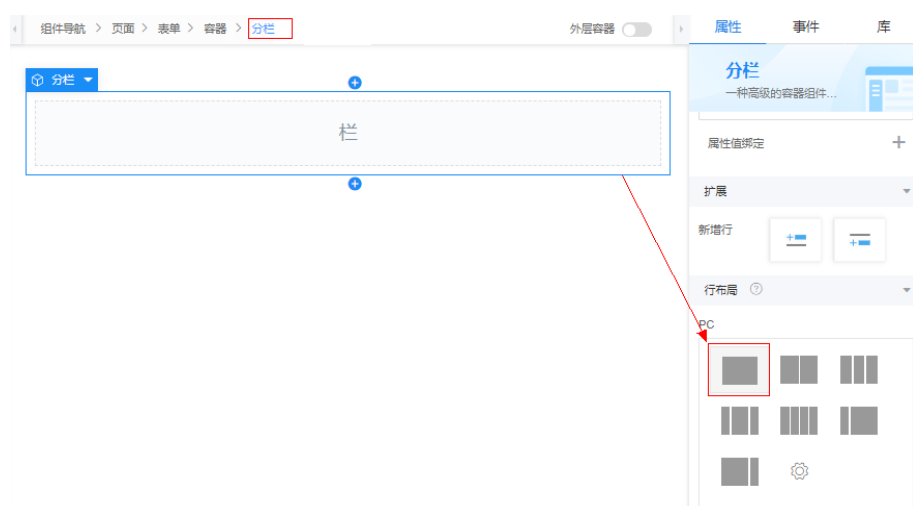 组件导航 > 页面 > 表单 > 容器 > 分栏
外层容器
属性 事件 库
分栏
分栏
一种高级的容器组件...
栏
属性值绑定
扩展
新增行
行布局 ?
PC